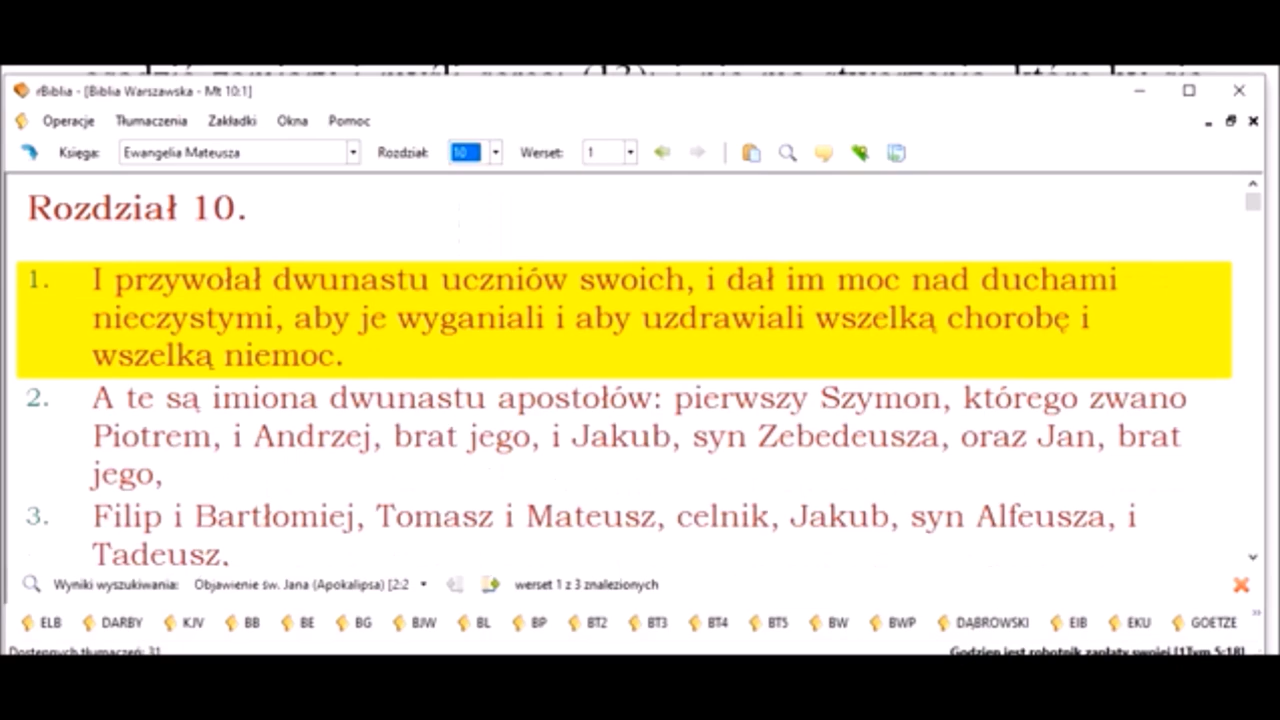 rBiblia - [Biblia Warszawska - Mt 10:1]
Operacje Tłumaczenia Zakładki Okna Pomoc
Księga: Ewangelia Mateusza Rozdział: 10 Werset: 1
Rozdział 10.
1. I przywołał dwunastu uczniów swoich, i dał im moc nad duchami
nieczystymi, aby je wyganiali i aby uzdrawiali wszelką chorobę i
wszelką niemoc.
2. A te są imiona dwunastu apostołów: pierwszy Szymon, którego zwano
Piotrem, i Andrzej, brat jego, i Jakub, syn Zebedeusza, oraz Jan, brat
jego,
3. Filip i Bartłomiej, Tomasz i Mateusz, celnik, Jakub, syn Alfeusza, i
Tadeusz.
Wyniki wyszukiwania: Objawienie św. Jana (Apokalipsa) [2:2 werset 1 z 3 znalezionych
ELB DARBY KJV BB BE BG BJW BL BP BT2 BT3 BT4 BT5 BW BWP DĄBROWSKI EIB EKU GOETZE
Dostępnych tłumaczeń: 31 Godzien jest robotnik zapłaty swojej [1Tym 5:18]